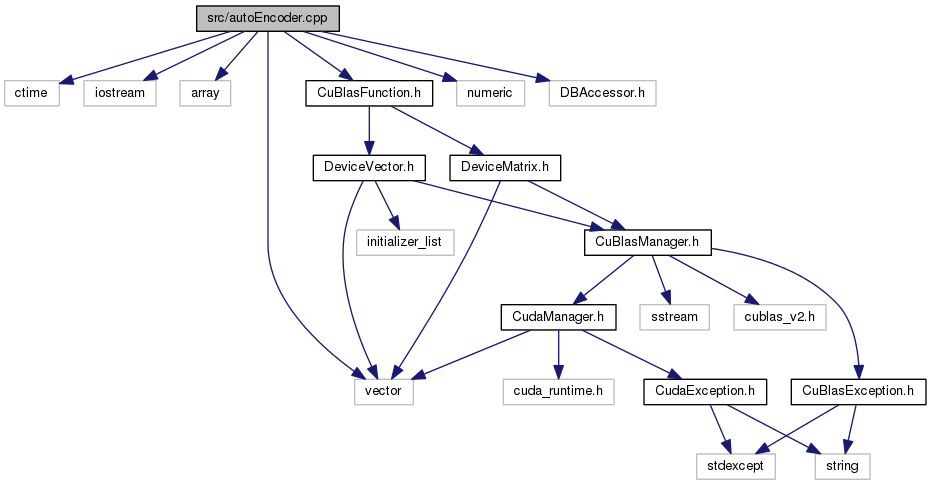 src/autoEncoder.cpp
ctime
iostream
array
CuBlasFunction.h
numeric
DBAccessor.h
DeviceVector.h
DeviceMatrix.h
initializer_list
CuBlasManager.h
CudaManager.h
sstream
cublas_v2.h
vector
cuda_runtime.h
CudaException.h
CuBlasException.h
stdexcept
string